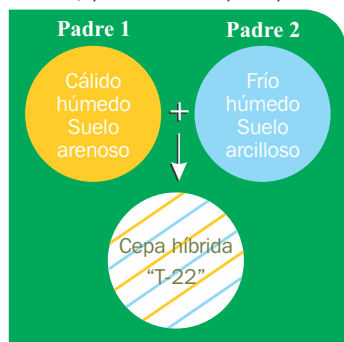 Padre 1
Padre 2
Cálido
húmedo
Suelo
arenoso
+
Frío
húmedo
Suelo
arcilloso
Cepa híbrida
“T-22”